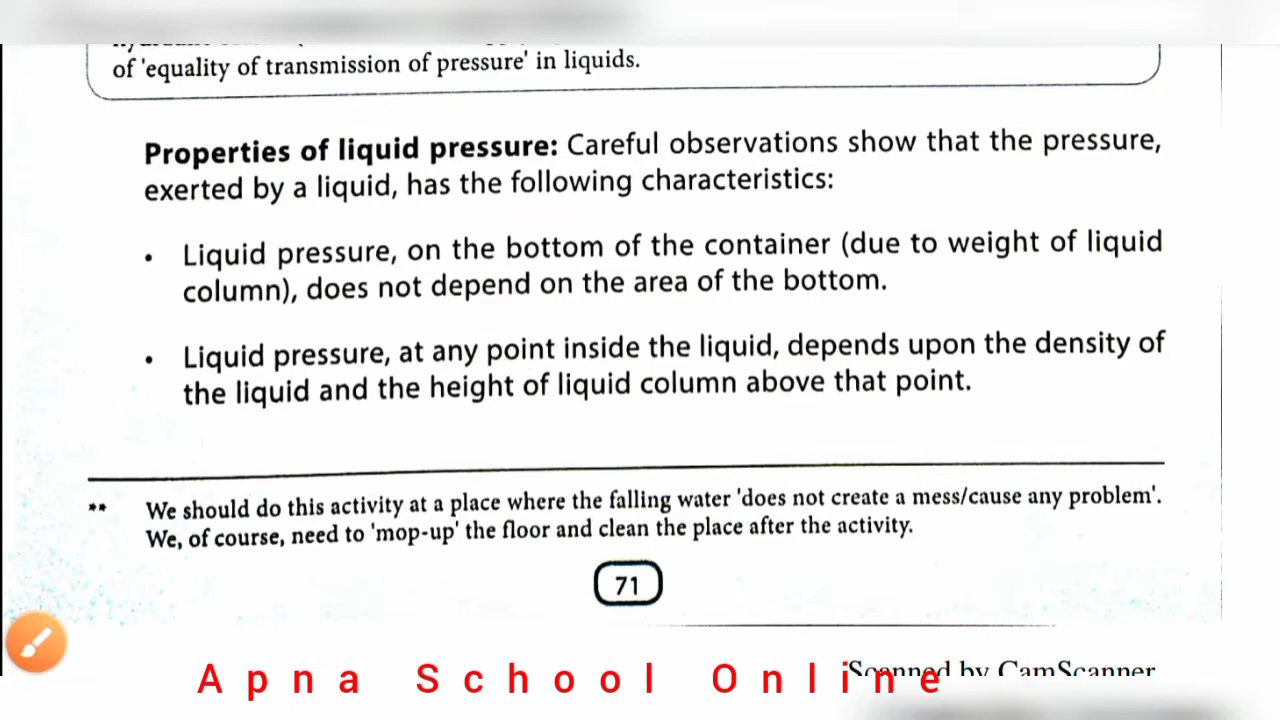 of 'equality of transmission of pressure' in liquids.
Properties of liquid pressure: Careful observations show that the pressure,
exerted by a liquid, has the following characteristics:
• Liquid pressure, on the bottom of the container (due to weight of liquid
column), does not depend on the area of the bottom.
• Liquid pressure, at any point inside the liquid, depends upon the density of
the liquid and the height of liquid column above that point.
** We should do this activity at a place where the falling water 'does not create a mess/cause any problem'.
We, of course, need to 'mop-up' the floor and clean the place after the activity.
71
Scanned by CamScanner
Apna School Online